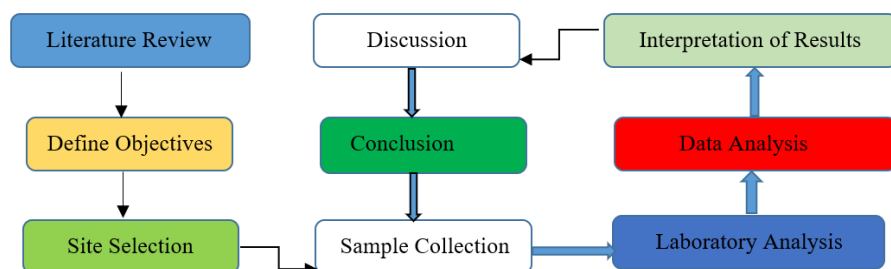 Literature Review
Discussion
Interpretation of Results
Define Objectives
Conclusion
Data Analysis
Site Selection
Sample Collection
Laboratory Analysis